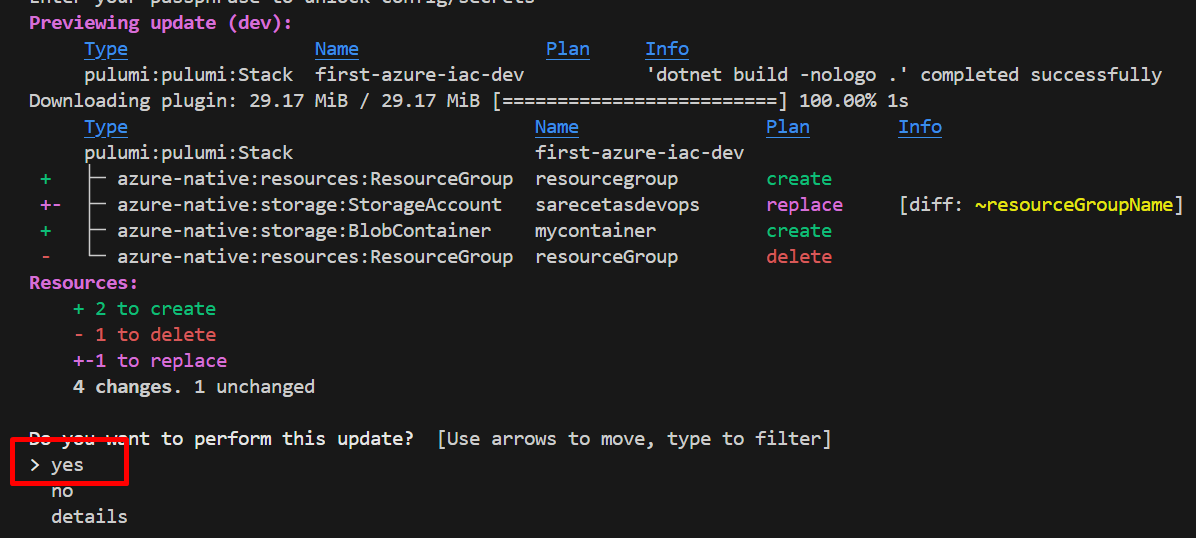 Enter your passphrase to unlock config/secrets
Previewing update (dev):
Type Name Plan Info
pulumi:pulumi:Stack first-azure-iac-dev 'dotnet build -nologo .' completed successfully
Downloading plugin: 29.17 MiB / 29.17 MiB [=========================] 100.00% 1s
Type Name Plan Info
pulumi:pulumi:Stack first-azure-iac-dev
+ ├─ azure-native:resources:ResourceGroup resourcegroup create
+- ├─ azure-native:storage:StorageAccount sarecetasdevops replace [diff: ~resourceGroupName]
+ ├─ azure-native:storage:BlobContainer mycontainer create
- └─ azure-native:resources:ResourceGroup resourceGroup delete
Resources:
+ 2 to create
- 1 to delete
+-1 to replace
4 changes. 1 unchanged
Do you want to perform this update? [Use arrows to move, type to filter]
> yes
no
details